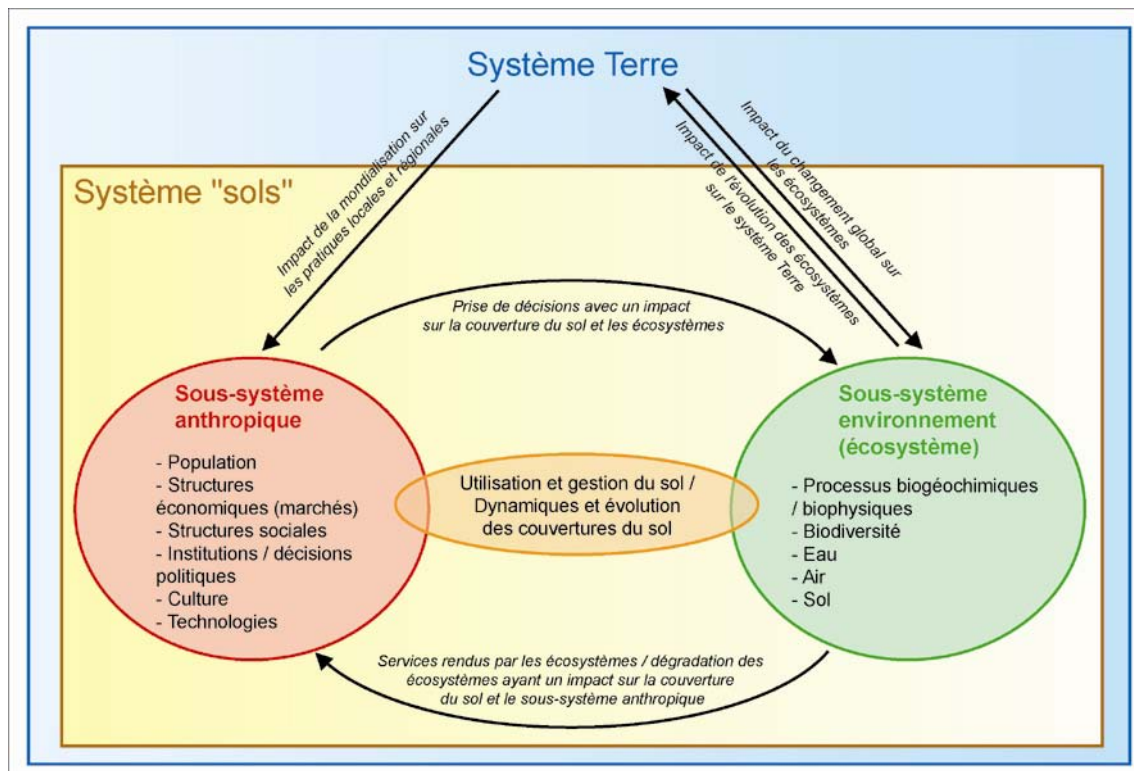 Système Terre
Impact de la mondialisation sur
les pratiques locales et régionales
Impact du changement global sur
les écosystèmes
Impact de l'évolution des écosystèmes
sur le système Terre
Système "sols"
Prise de décisions avec un impact
sur la couverture du sol et les écosystèmes
Sous-système
anthropique
- Population
- Structures
économiques (marchés)
- Structures sociales
- Institutions / décisions
politiques
- Culture
- Technologies
Utilisation et gestion du sol /
Dynamiques et évolution
des couvertures du sol
Sous-système
environnement
(écosystème)
- Processus biogéochimiques
/ biophysiques
- Biodiversité
- Eau
- Air
- Sol
Services rendus par les écosystèmes / dégradation des
écosystèmes ayant un impact sur la couverture
du sol et le sous-système anthropique